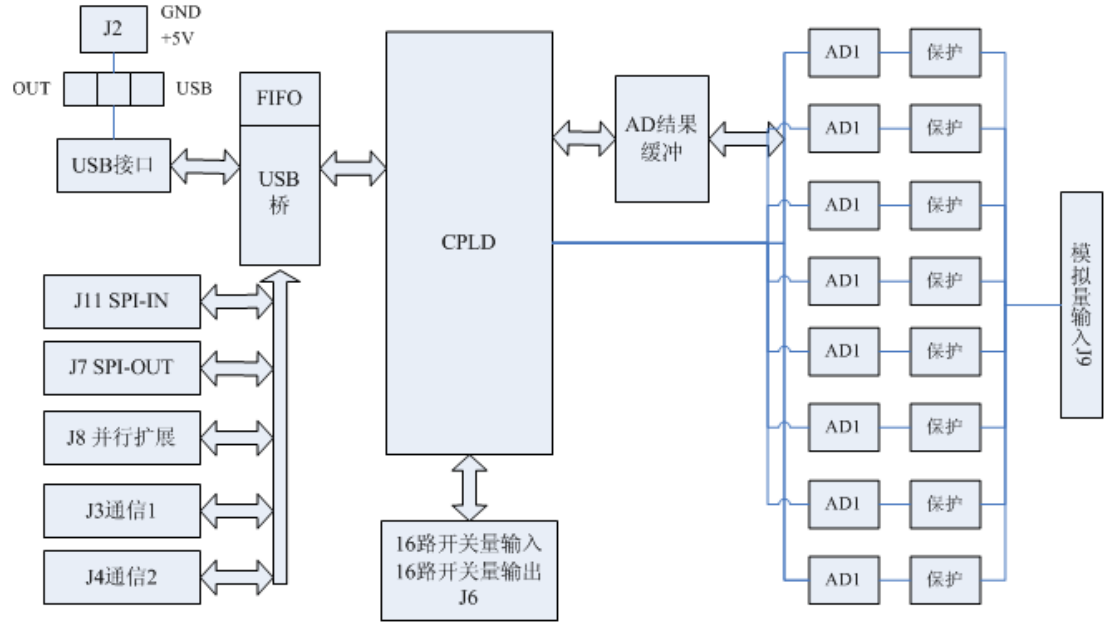 J2
GND
+5V
OUT
USB
USB接口
FIFO
USB
桥
J11 SPI-IN
J7 SPI-OUT
J8 并行扩展
J3通信1
J4通信2
CPLD
16路开关量输入
16路开关量输出
J6
AD结果
缓冲
AD1
保护
AD1
保护
AD1
保护
AD1
保护
AD1
保护
AD1
保护
AD1
保护
AD1
保护
模拟量输入J9